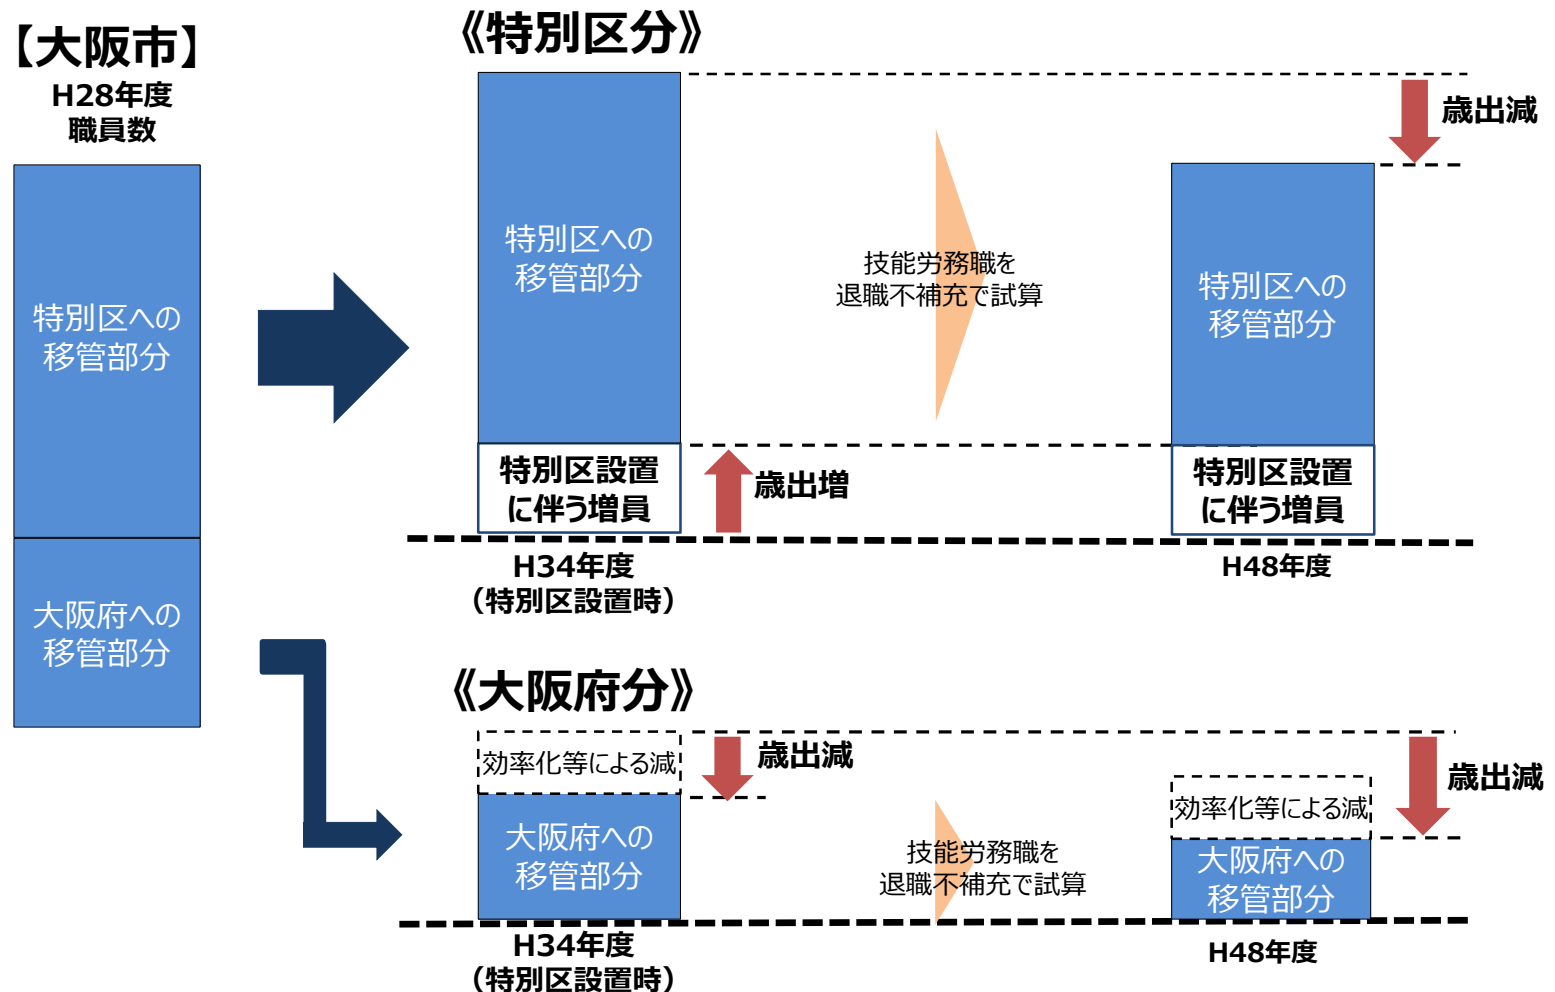 【大阪市】
H28年度
職員数
特別区への
移管部分
大阪府への
移管部分
《特別区分》
特別区への
移管部分
特別区設置
に伴う増員
歳出増
H34年度
（特別区設置時）
技能労務職を
退職不補充で試算
歳出減
特別区への
移管部分
特別区設置
に伴う増員
H48年度
《大阪府分》
効率化等による減
歳出減
大阪府への
移管部分
H34年度
（特別区設置時）
技能労務職を
退職不補充で試算
歳出減
効率化等による減
大阪府への
移管部分
H48年度